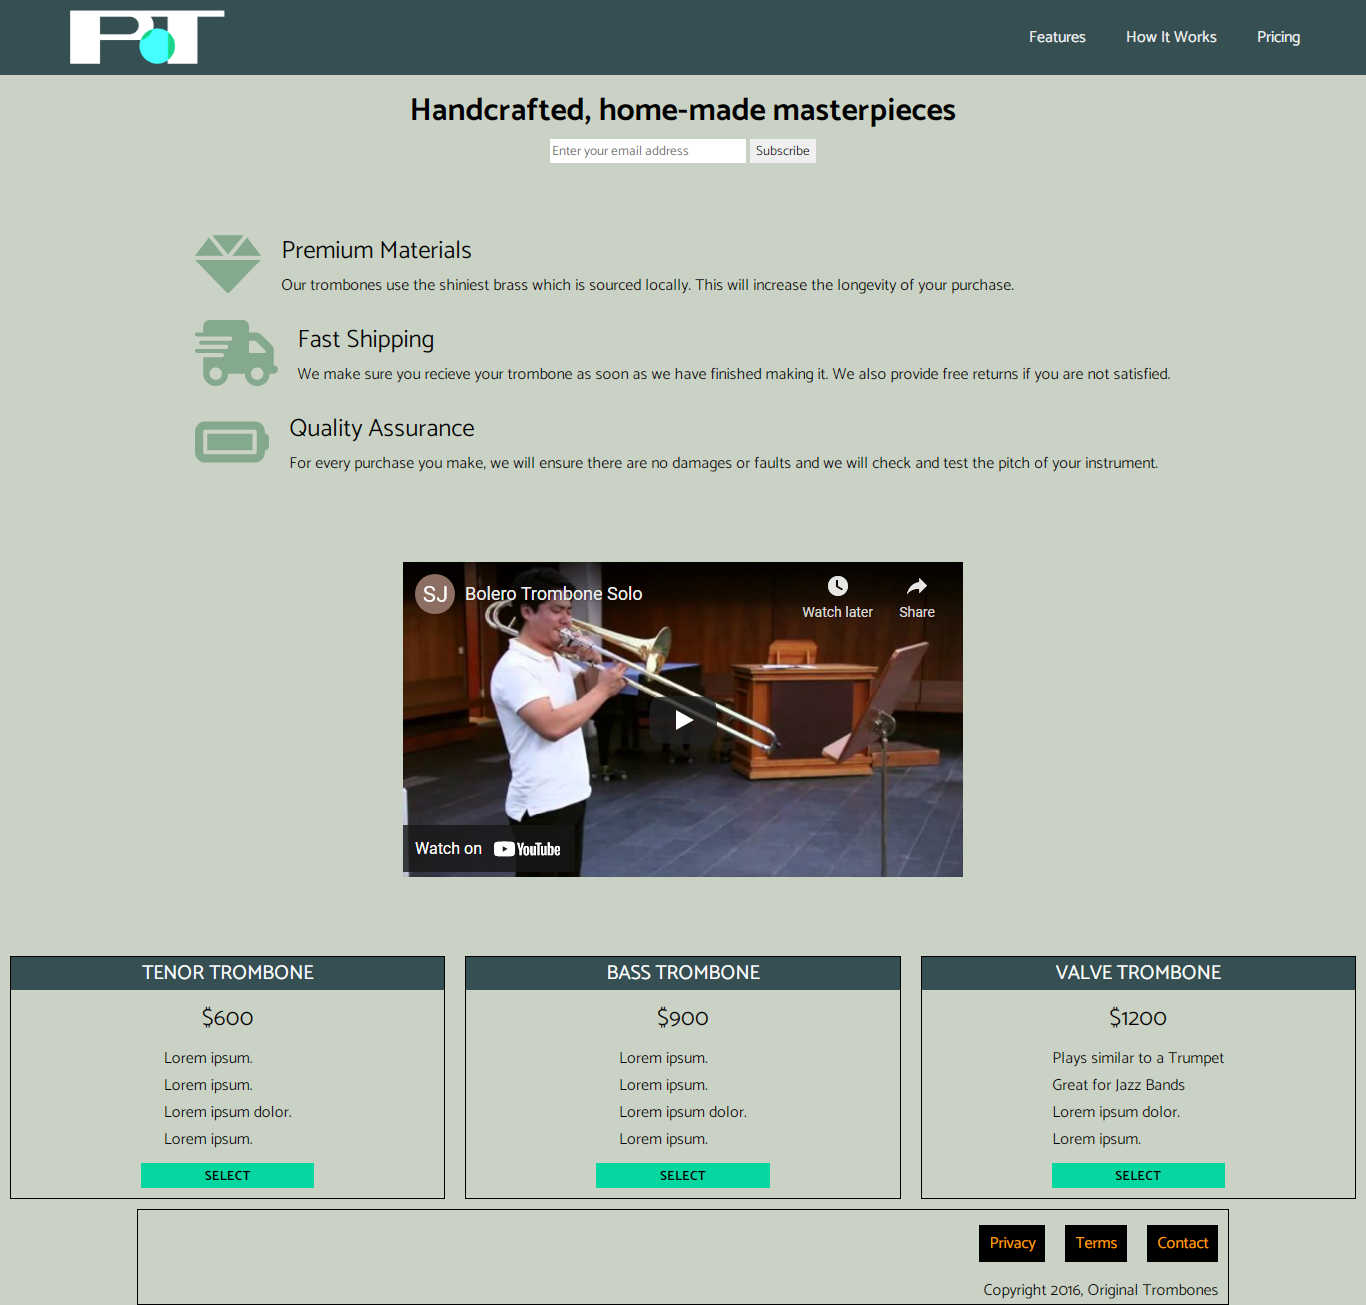 PoT
Features How It Works Pricing
Handcrafted, home-made masterpieces
Enter your email address Subscribe
Premium Materials
Our trombones use the shiniest brass which is sourced locally. This will increase the longevity of your purchase.
Fast Shipping
We make sure you recieve your trombone as soon as we have finished making it. We also provide free returns if you are not satisfied.
Quality Assurance
For every purchase you make, we will ensure there are no damages or faults and we will check and test the pitch of your instrument.
SJ Bolero Trombone Solo
Watch later Share
Watch on YouTube
TENOR TROMBONE
$600
Lorem ipsum.
Lorem ipsum.
Lorem ipsum dolor.
Lorem ipsum.
SELECT
BASS TROMBONE
$900
Lorem ipsum.
Lorem ipsum.
Lorem ipsum dolor.
Lorem ipsum.
SELECT
VALVE TROMBONE
$1200
Plays similar to a Trumpet
Great for Jazz Bands
Lorem ipsum dolor.
Lorem ipsum.
SELECT
Privacy Terms Contact
Copyright 2016, Original Trombones